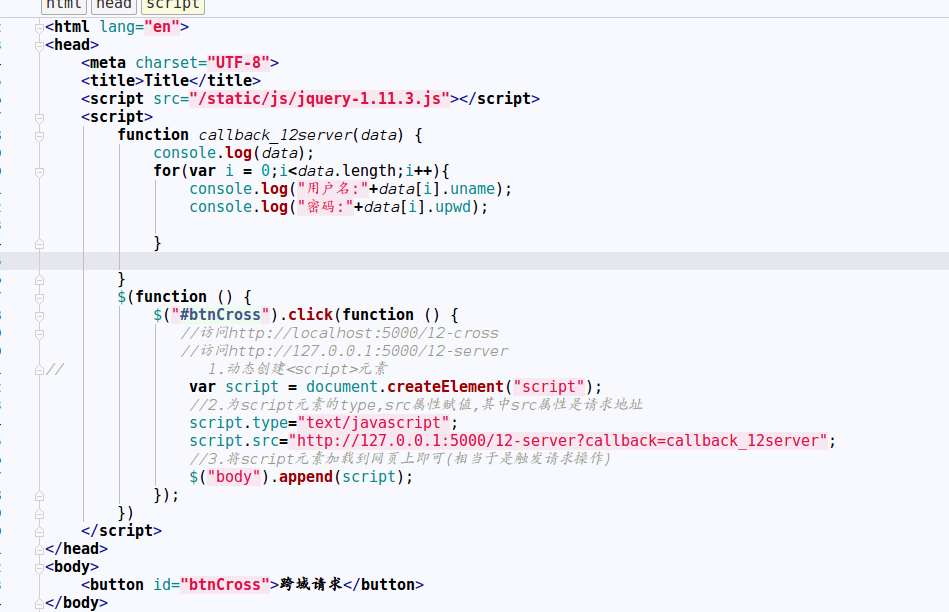 html head script
<html lang="en">
<head>
    <meta charset="UTF-8">
    <title>Title</title>
    <script src="/static/js/jquery-1.11.3.js"></script>
    <script>
        function callback_12server(data) {
            console.log(data);
            for(var i = 0;i<data.length;i++){
                console.log("用户名:"+data[i].uname);
                console.log("密码:"+data[i].upwd);
            }
        }
        $(function () {
            $("#btnCross").click(function () {
               //访问http://localhost:5000/12-cross
               //访问http://127.0.0.1:5000/12-server
//                1.动态创建<script>元素
                var script = document.createElement("script");
                //2.为script元素的type,src属性赋值,其中src属性是请求地址
                script.type="text/javascript";
                script.src="http://127.0.0.1:5000/12-server?callback=callback_12server";
                //3.将script元素加载到网页上即可(相当于是触发请求操作)
                $("body").append(script);
            });
        })
    </script>
</head>
<body>
    <button id="btnCross">跨域请求</button>
</body>